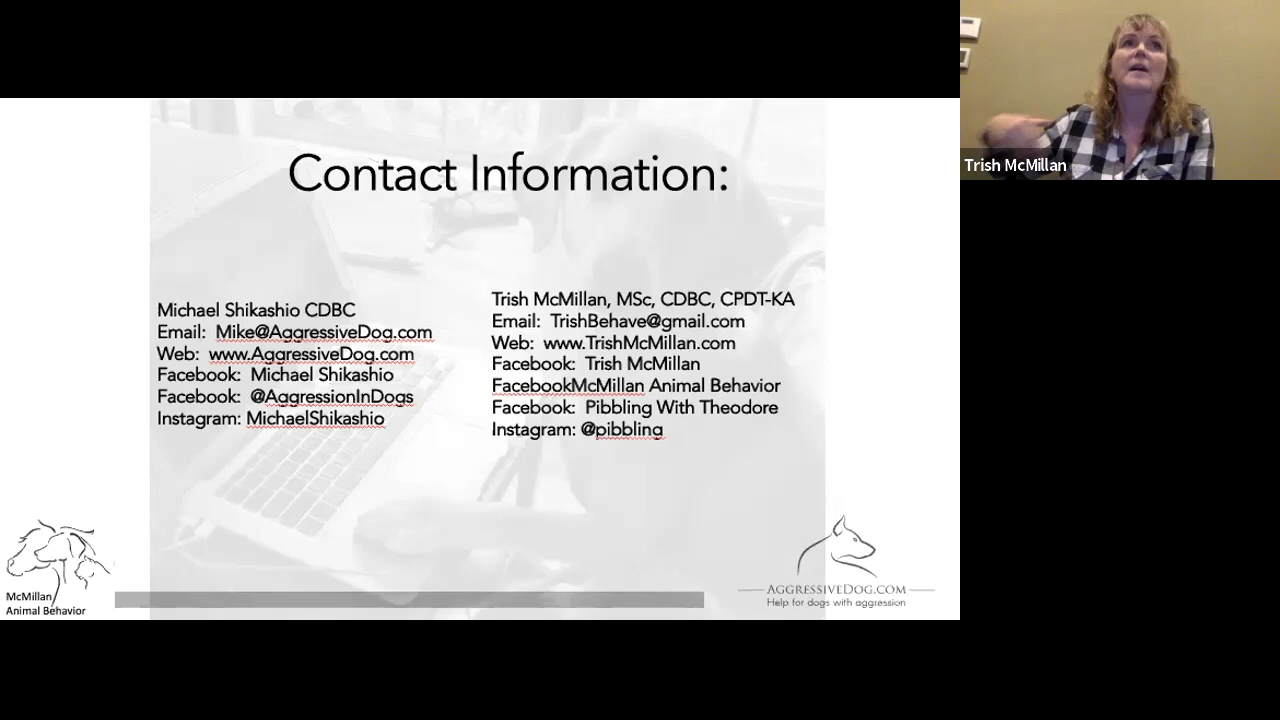 Contact Information:
Michael Shikashio CDBC
Email: Mike@AggressiveDog.com
Web: www.AggressiveDog.com
Facebook: Michael Shikashio
Facebook: @AggressionInDogs
Instagram: MichaelShikashio
Trish McMillan, MSc, CDBC, CPDT-KA
Email: TrishBehave@gmail.com
Web: www.TrishMcMillan.com
Facebook: Trish McMillan
FacebookMcMillan Animal Behavior
Facebook: Pibbling With Theodore
Instagram: @pibbling
McMillan
Animal Behavior
AGGRESSIVEDOG.COM
Help for dogs with aggression
Trish McMillan